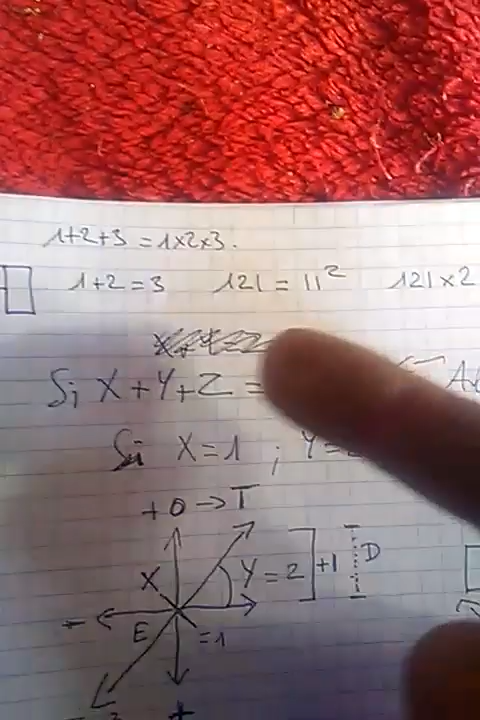 1+2+3 = 1x2x3.
1+2 = 3 121 = 11² 121 x 2
Si X + Y + Z =
Si X = 1 ; Y =
+ 0 -> T
X Y = 2 +1 D
- E = 1
+